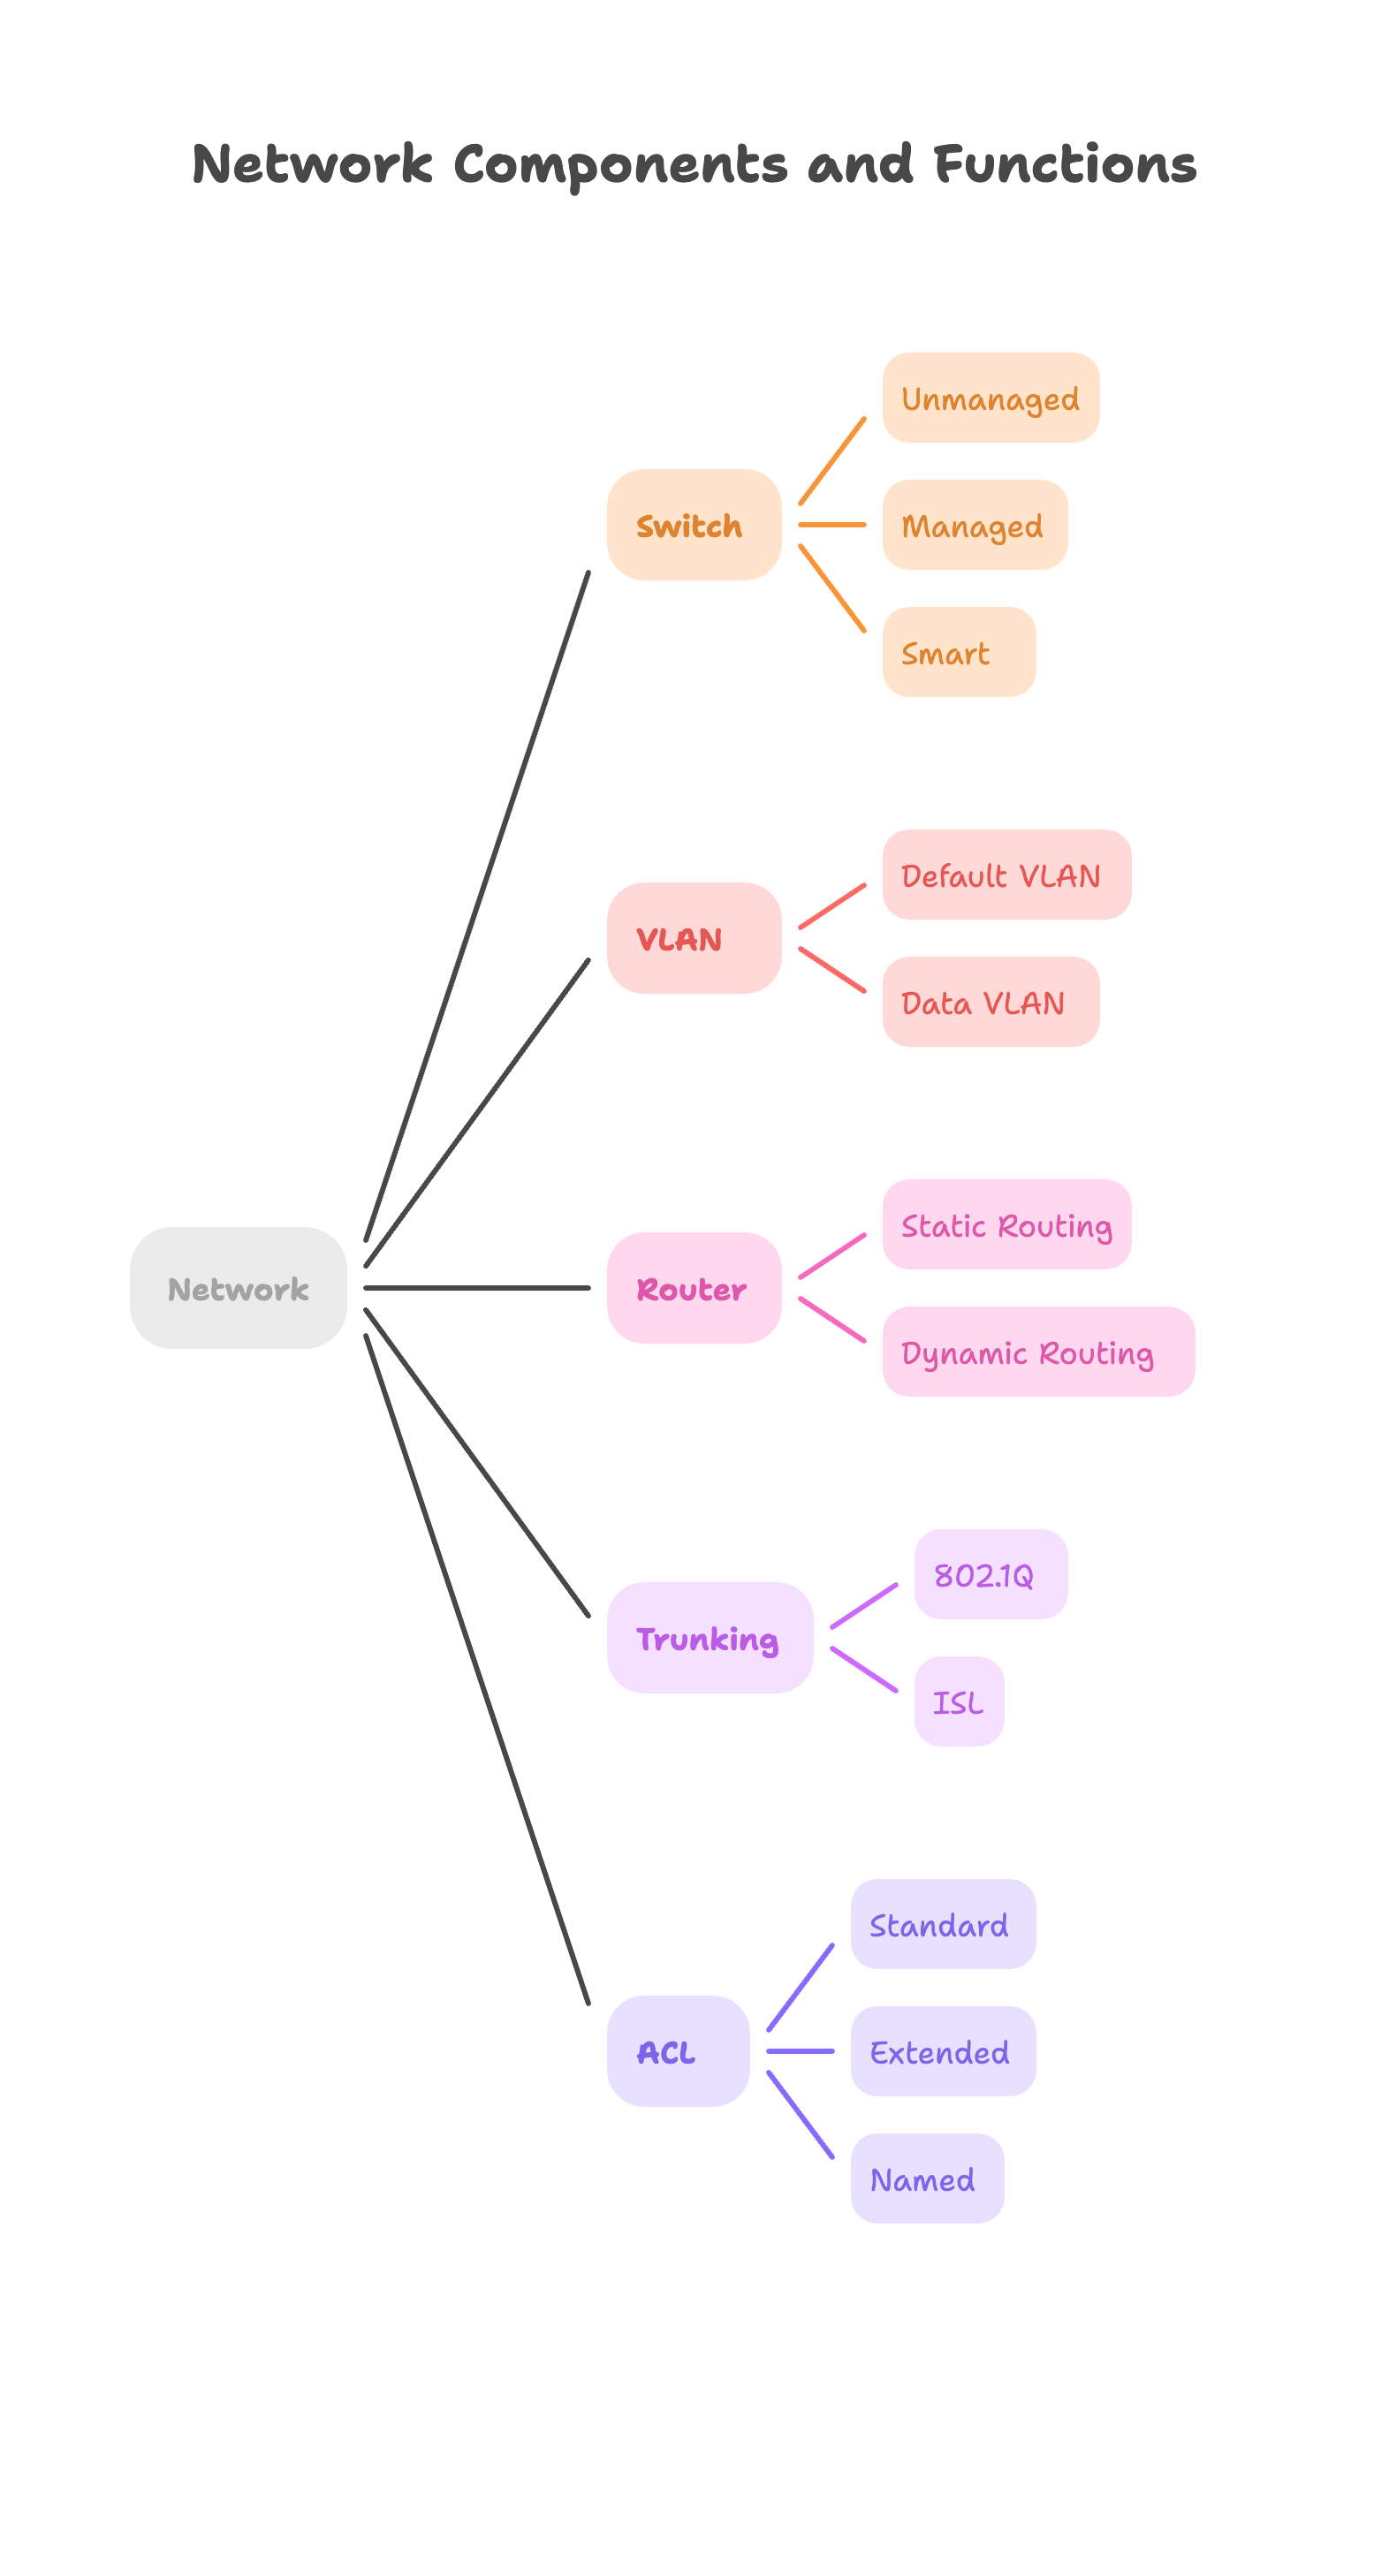 Network Components and Functions
Unmanaged
Switch
Managed
Smart
Default VLAN
VLAN
Data VLAN
Static Routing
Network
Router
Dynamic Routing
802.1Q
Trunking
ISL
Standard
ACL
Extended
Named